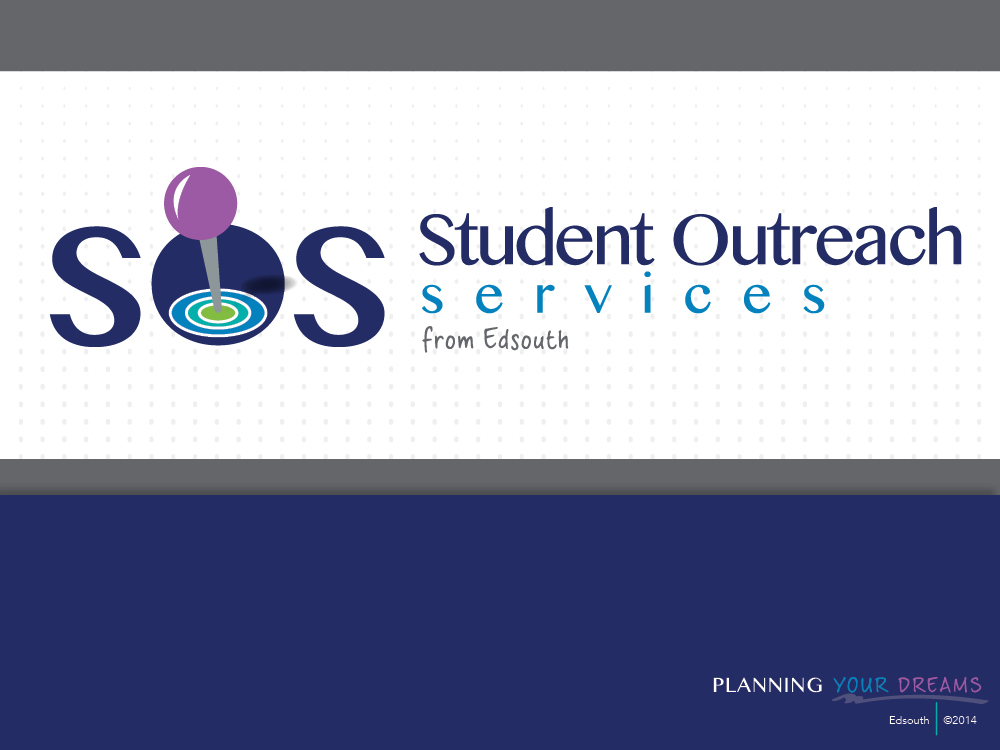 SOS
Student Outreach
services
from Edsouth
PLANNING YOUR DREAMS
Edsouth ©2014